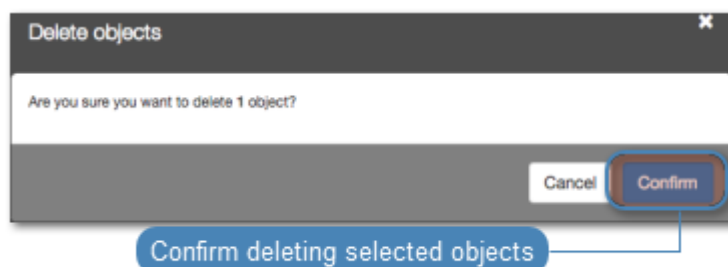 Delete objects
Are you sure you want to delete 1 object?
Cancel
Confirm
Confirm deleting selected objects